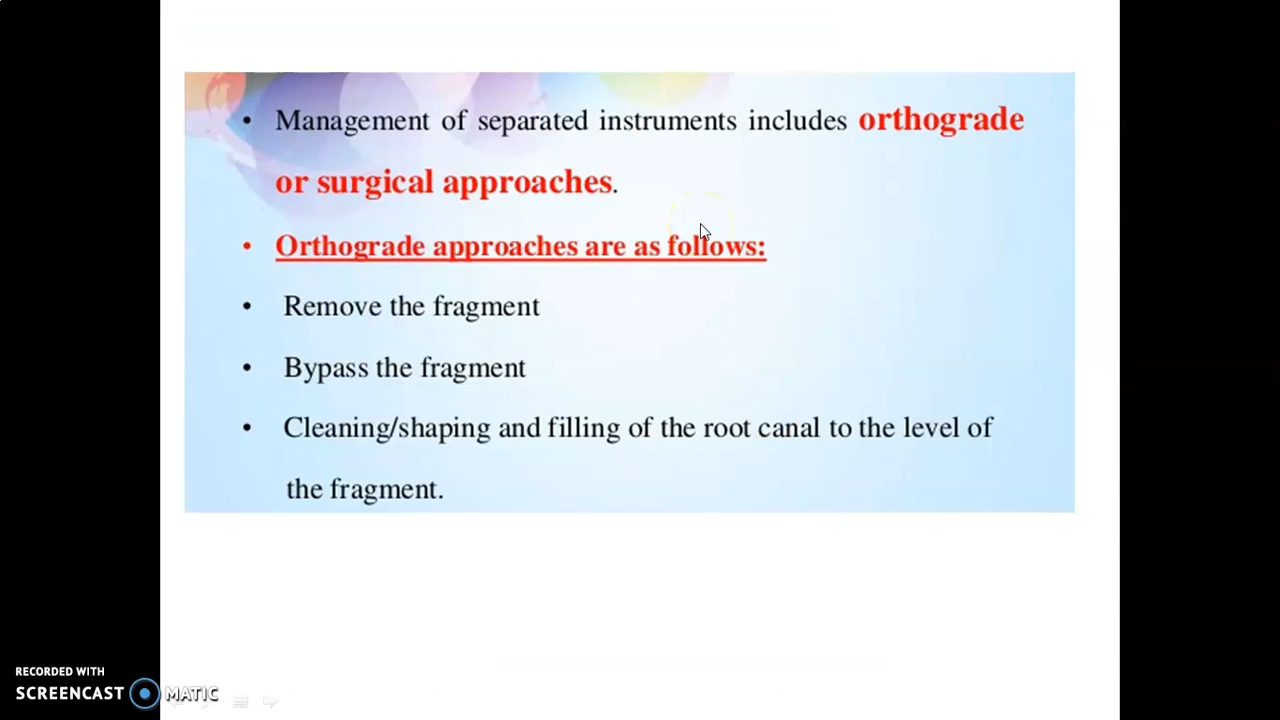 • Management of separated instruments includes orthograde
or surgical approaches.
• Orthograde approaches are as follows:
• Remove the fragment
• Bypass the fragment
• Cleaning/shaping and filling of the root canal to the level of
the fragment.
RECORDED WITH
SCREENCAST MATIC